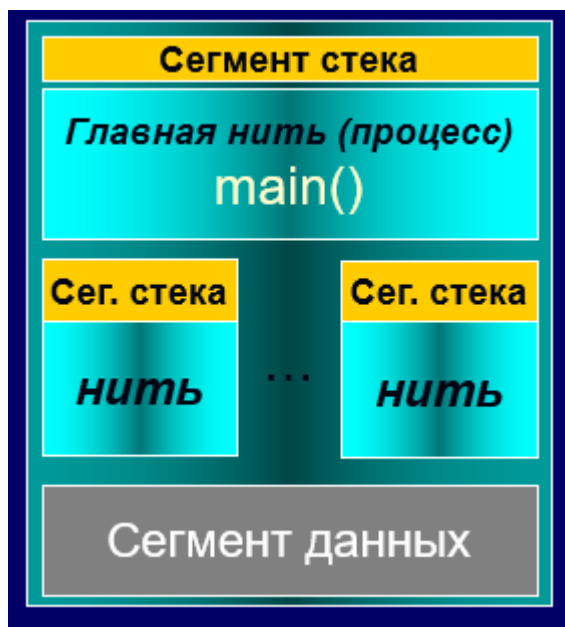 Сегмент стека
Главная нить (процесс)
main()
Сег. стека
Сег. стека
нить
...
нить
Сегмент данных